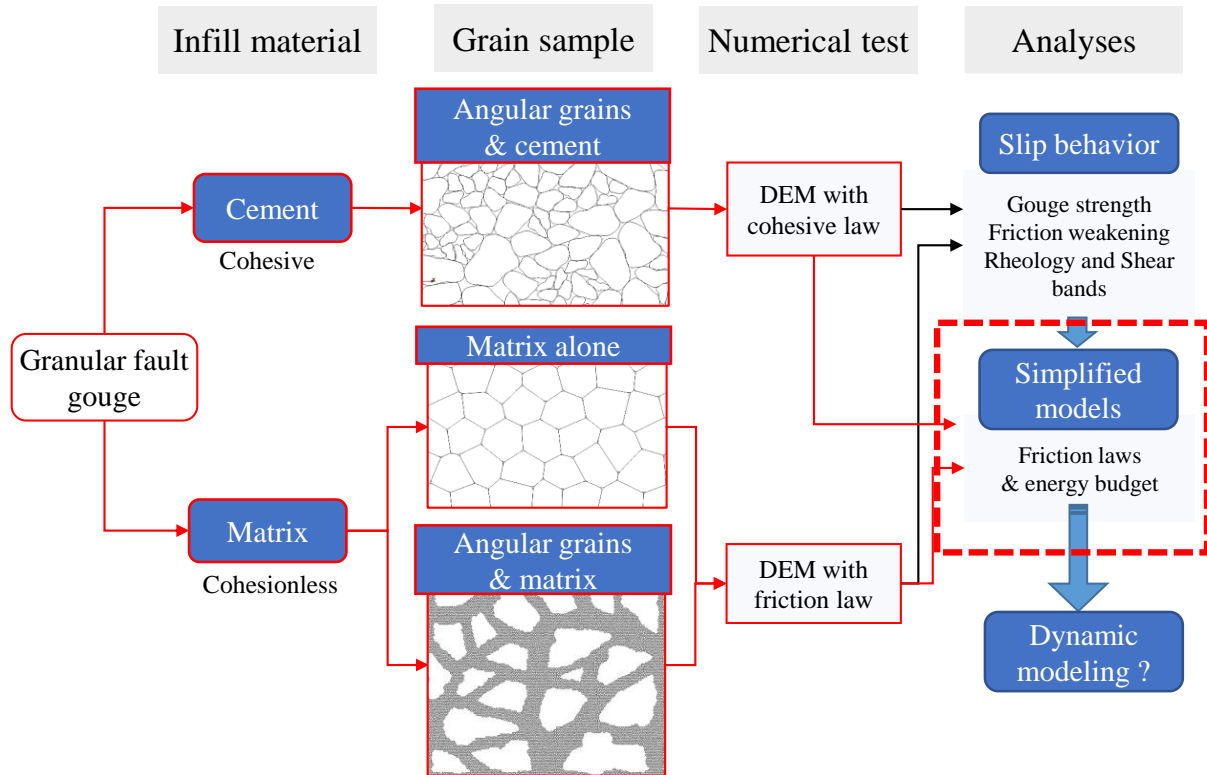 Infill material
Grain sample
Numerical test
Analyses
Angular grains
& cement
Slip behavior
Cement
Cohesive
DEM with
cohesive law
Gouge strength
Friction weakening
Rheology and Shear
bands
Granular fault
gouge
Matrix alone
Simplified
models
Friction laws
& energy budget
Matrix
Cohesionless
Angular grains
& matrix
DEM with
friction law
Dynamic
modeling ?